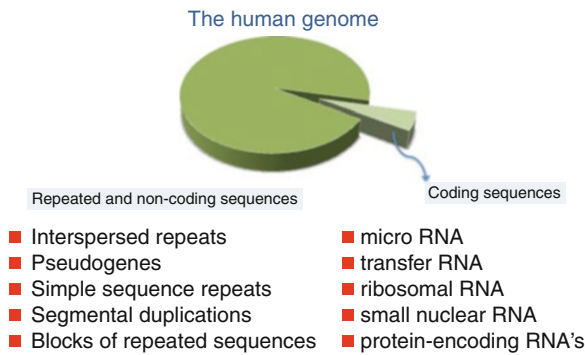 The human genome
Repeated and non-coding sequences
Interspersed repeats
Pseudogenes
Simple sequence repeats
Segmental duplications
Blocks of repeated sequences
Coding sequences
micro RNA
transfer RNA
ribosomal RNA
small nuclear RNA
protein-encoding RNA's